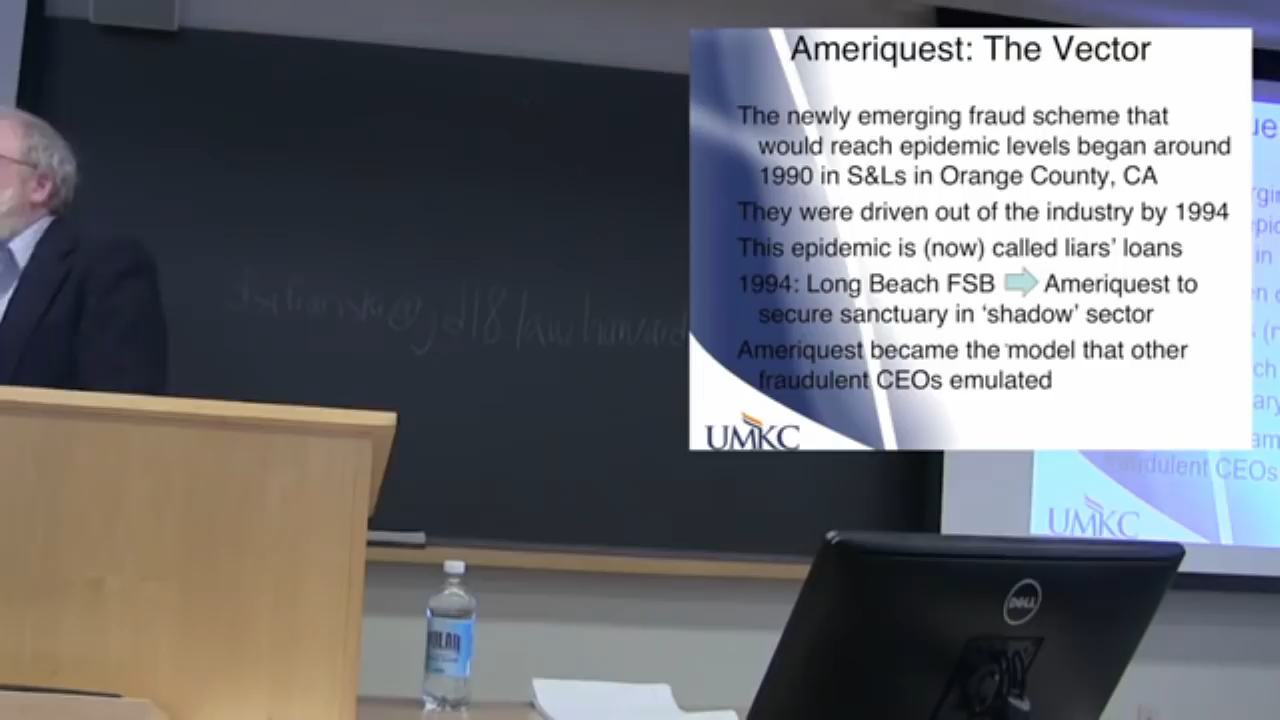 Ameriquest: The Vector
The newly emerging fraud scheme that
would reach epidemic levels began around
1990 in S&Ls in Orange County, CA
They were driven out of the industry by 1994
This epidemic is (now) called liars’ loans
1994: Long Beach FSB Ameriquest to
secure sanctuary in ‘shadow’ sector
Ameriquest became the model that other
fraudulent CEOs emulated
UMKC
fraudulent CEOs
UMKC
DELL